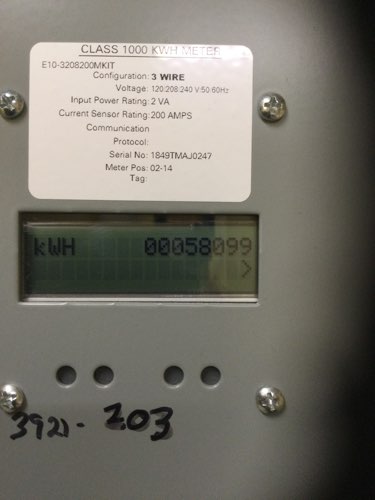 CLASS 1000 KWH METER
E10-3208200MKIT
Configuration: 3 WIRE
Voltage: 120:208:240 V:50 60Hz
Input Power Rating: 2 VA
Current Sensor Rating: 200 AMPS
Communication
Protocol:
Serial No: 1849TMAJ0247
Meter Pos: 02-14
Tag:
kWH 00058099
>
3921- 203